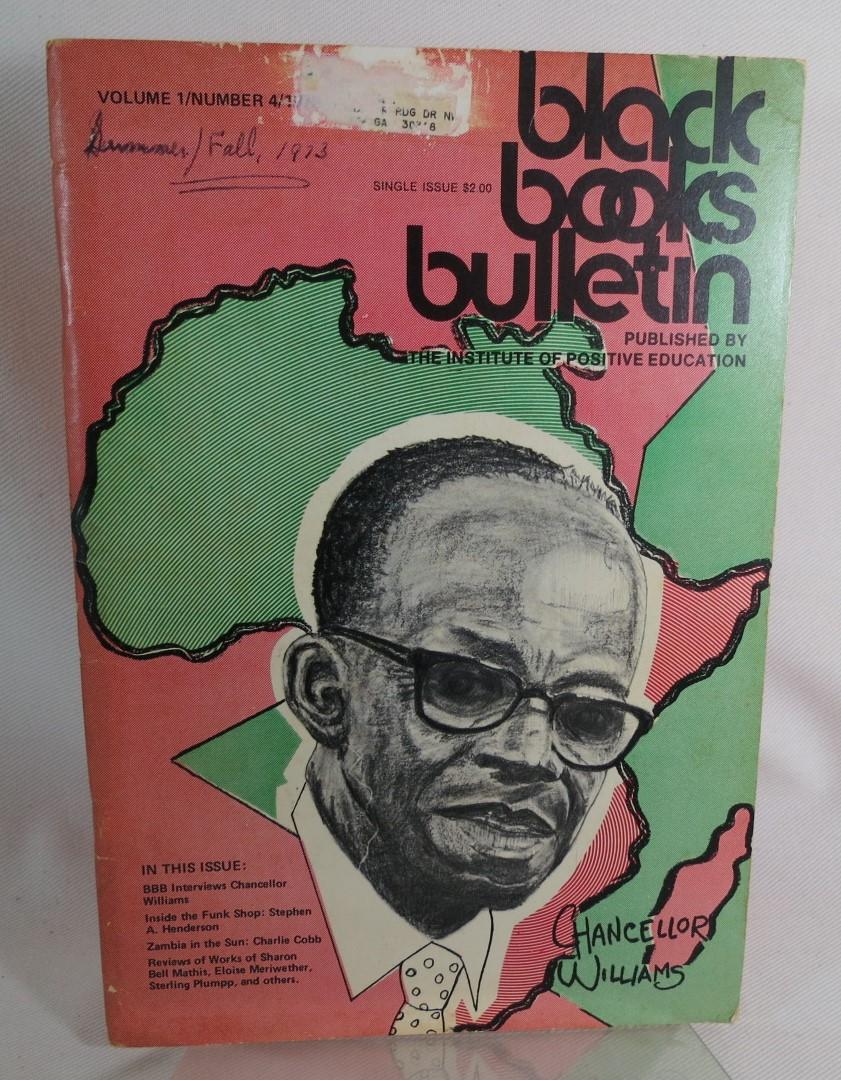 VOLUME 1/NUMBER 4/
DR
GA
Summer/Fall, 1973
SINGLE ISSUE $2.00
black
books
bulletin
PUBLISHED BY
THE INSTITUTE OF POSITIVE EDUCATION
IN THIS ISSUE:
BBB Interviews Chancellor
Williams
Inside the Funk Shop: Stephen
A. Henderson
Zambia in the Sun: Charlie Cobb
Reviews of Works of Sharon
Bell Mathis, Eloise Meriwether,
Sterling Plumpp, and others.
CHANCELLOR
WILLIAMS